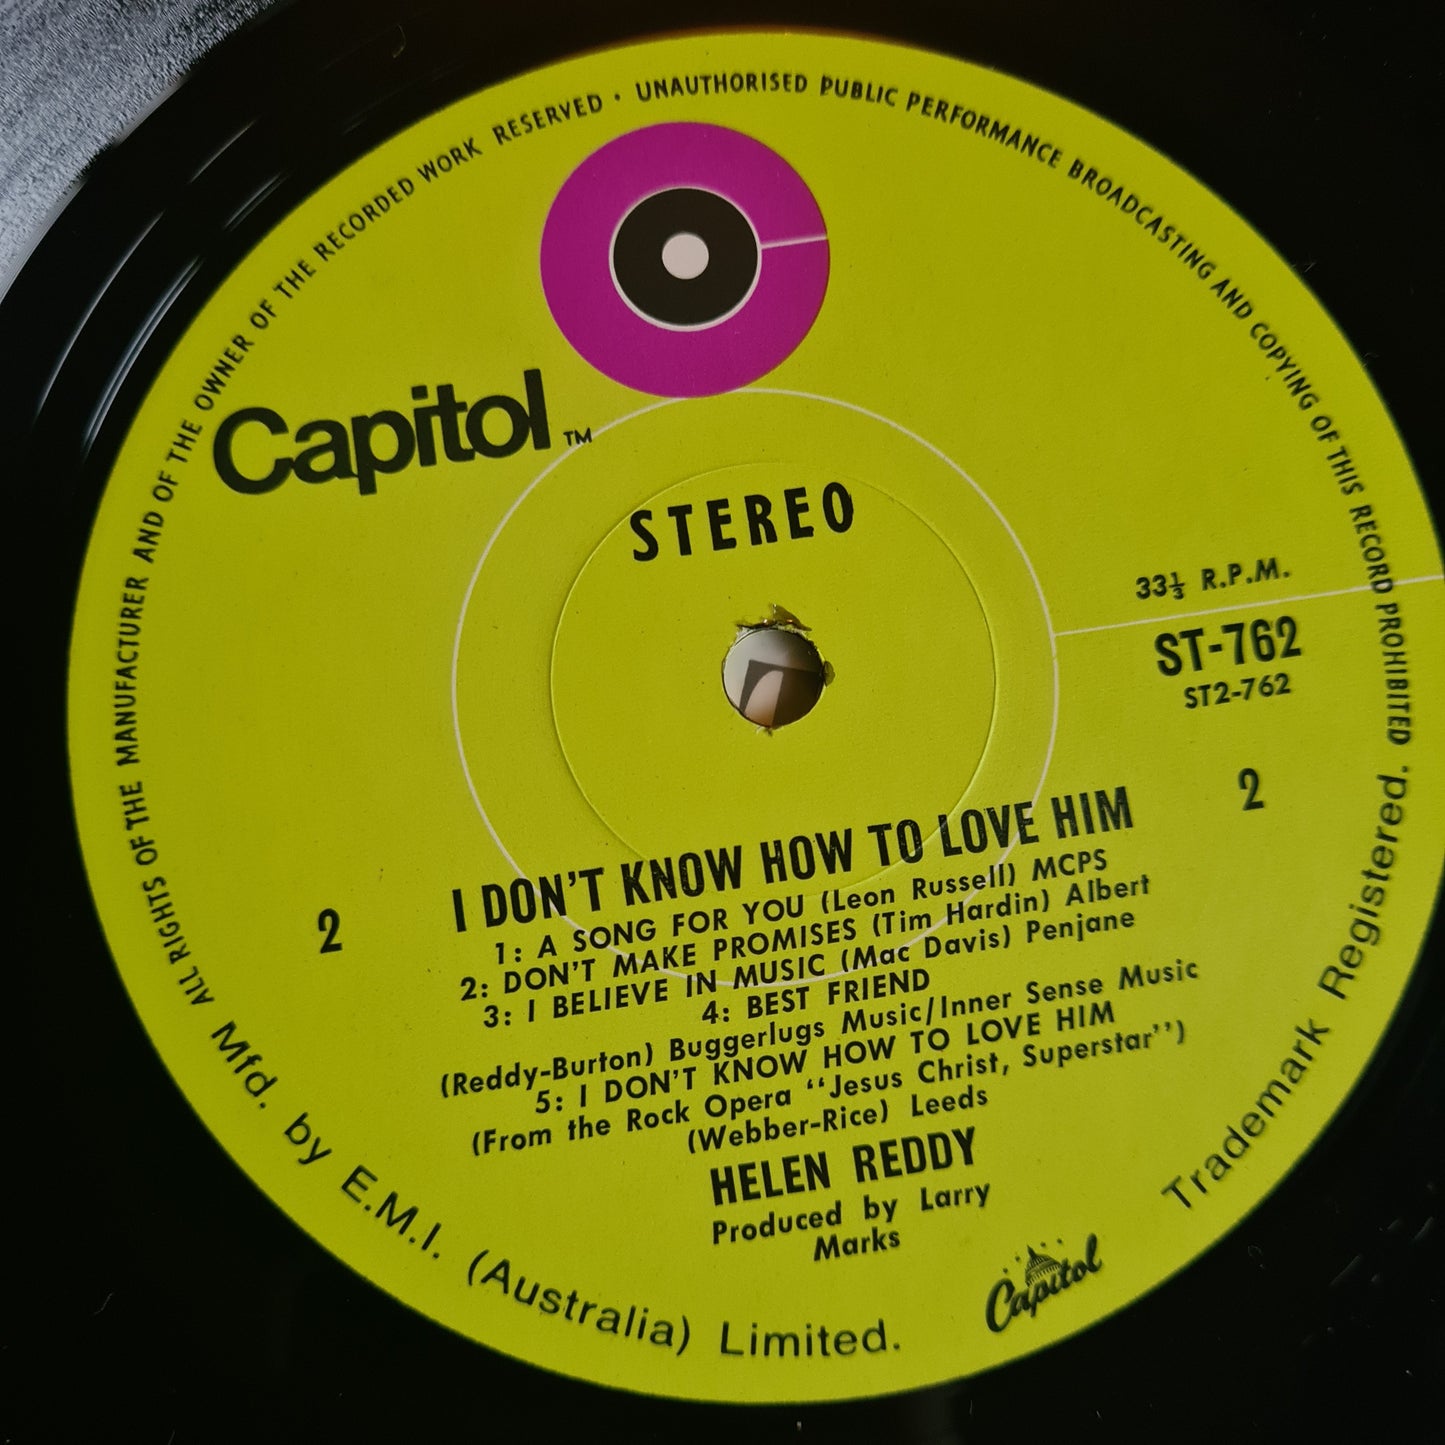 ALL RIGHTS OF THE MANUFACTURER AND OF THE OWNER OF THE RECORDED WORK RESERVED · UNAUTHORISED PUBLIC PERFORMANCE BROADCASTING AND COPYING OF THIS RECORD PROHIBITED
Capitol TM
STEREO
33⅓ R.P.M.
ST-762
ST2-762
2
2
I DON'T KNOW HOW TO LOVE HIM
1: A SONG FOR YOU (Leon Russell) MCPS
2: DON'T MAKE PROMISES (Tim Hardin) Albert
3: I BELIEVE IN MUSIC (Mac Davis) Penjane
4: BEST FRIEND
(Reddy-Burton) Buggerlugs Music/Inner Sense Music
5: I DON'T KNOW HOW TO LOVE HIM
(From the Rock Opera "Jesus Christ, Superstar")
(Webber-Rice) Leeds
HELEN REDDY
Produced by Larry
Marks
Mfd. by E.M.I. (Australia) Limited.
Capitol
Trademark Registered.